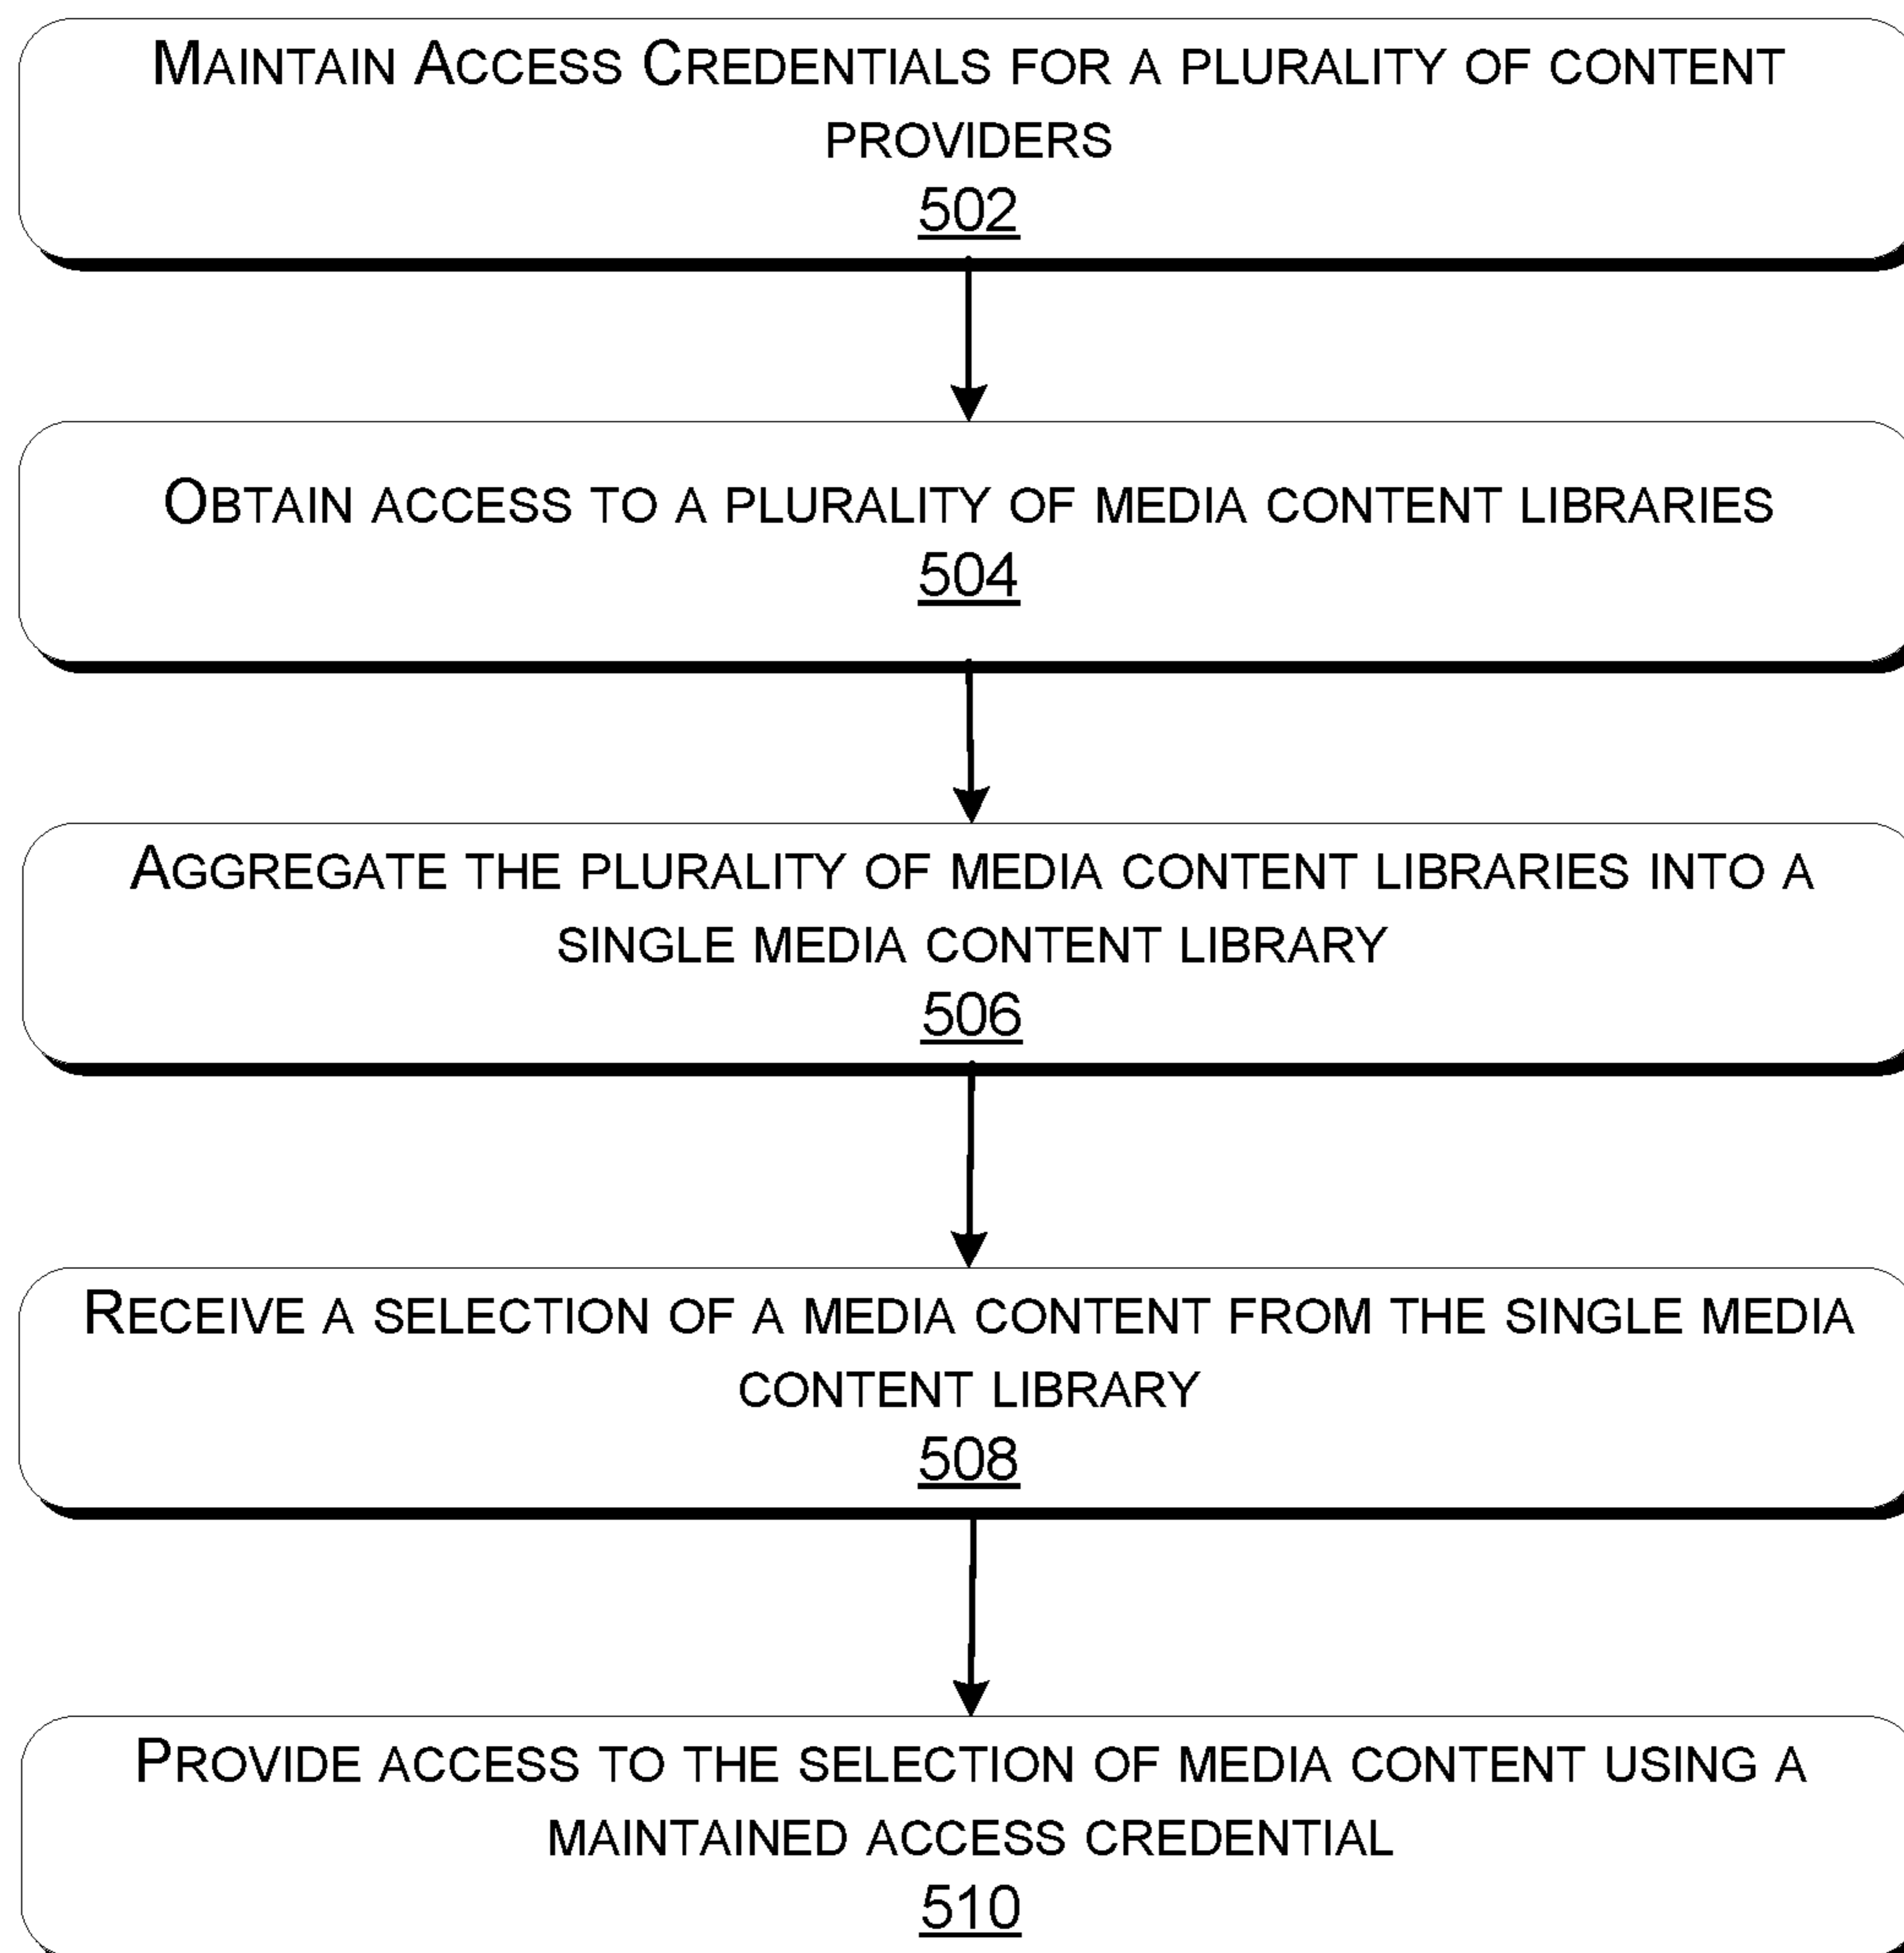 Maintain Access Credentials for a plurality of content
providers
502
Obtain access to a plurality of media content libraries
504
Aggregate the plurality of media content libraries into a
single media content library
506
Receive a selection of a media content from the single media
content library
508
Provide access to the selection of media content using a
maintained access credential
510